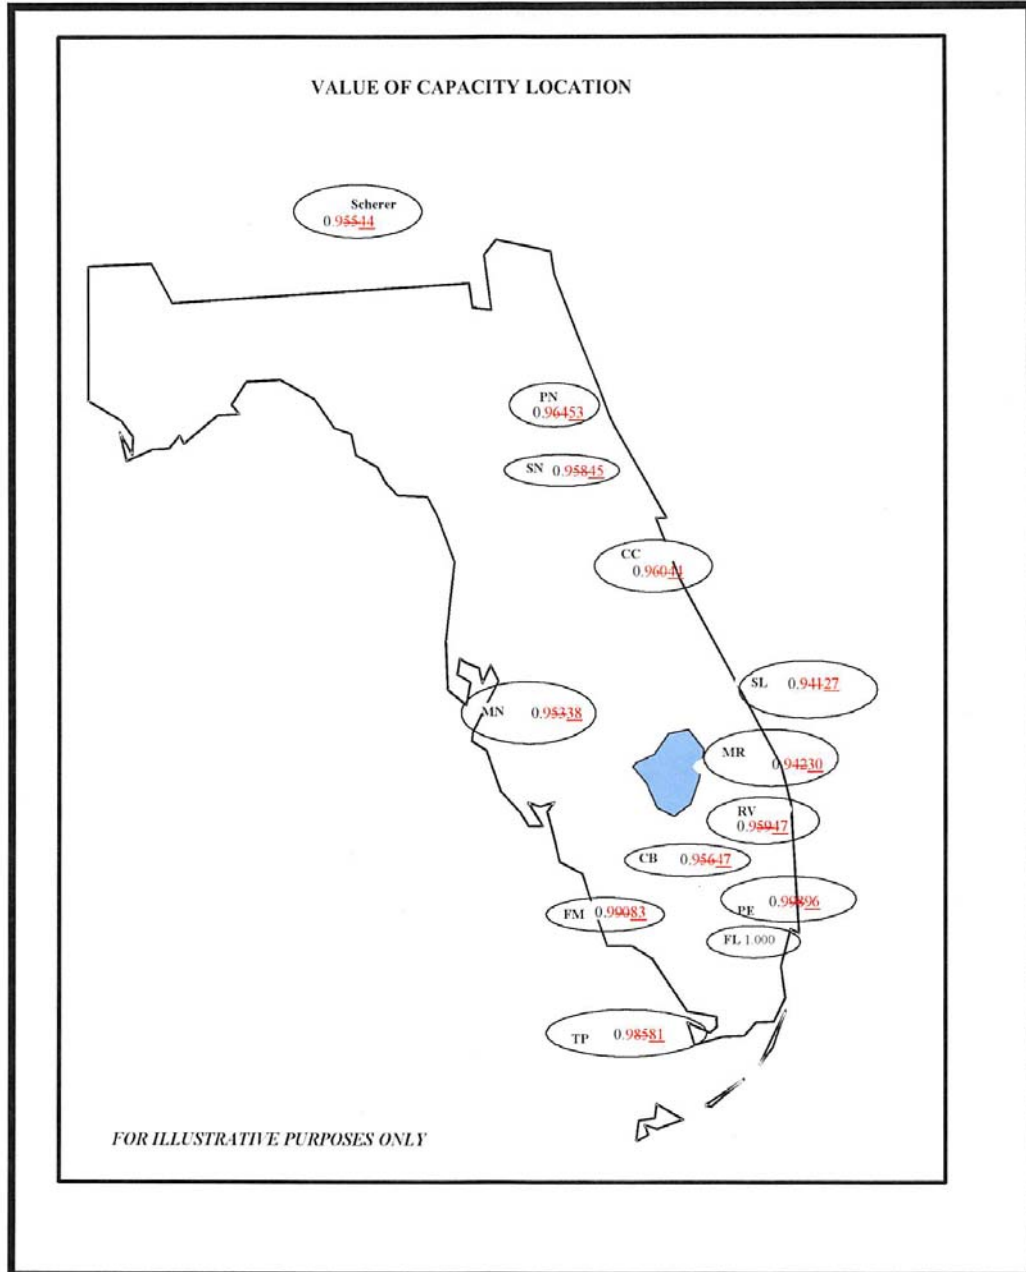 VALUE OF CAPACITY LOCATION
Scherer
0.95544
PN
0.96453
SN 0.95845
CC
0.96044
SL 0.94127
MN 0.95338
MR
0.94230
RV
0.95947
CB 0.95647
0.99896
PE
FM 0.99083
FL 1.000
TP 0.98581
FOR ILLUSTRATIVE PURPOSES ONLY